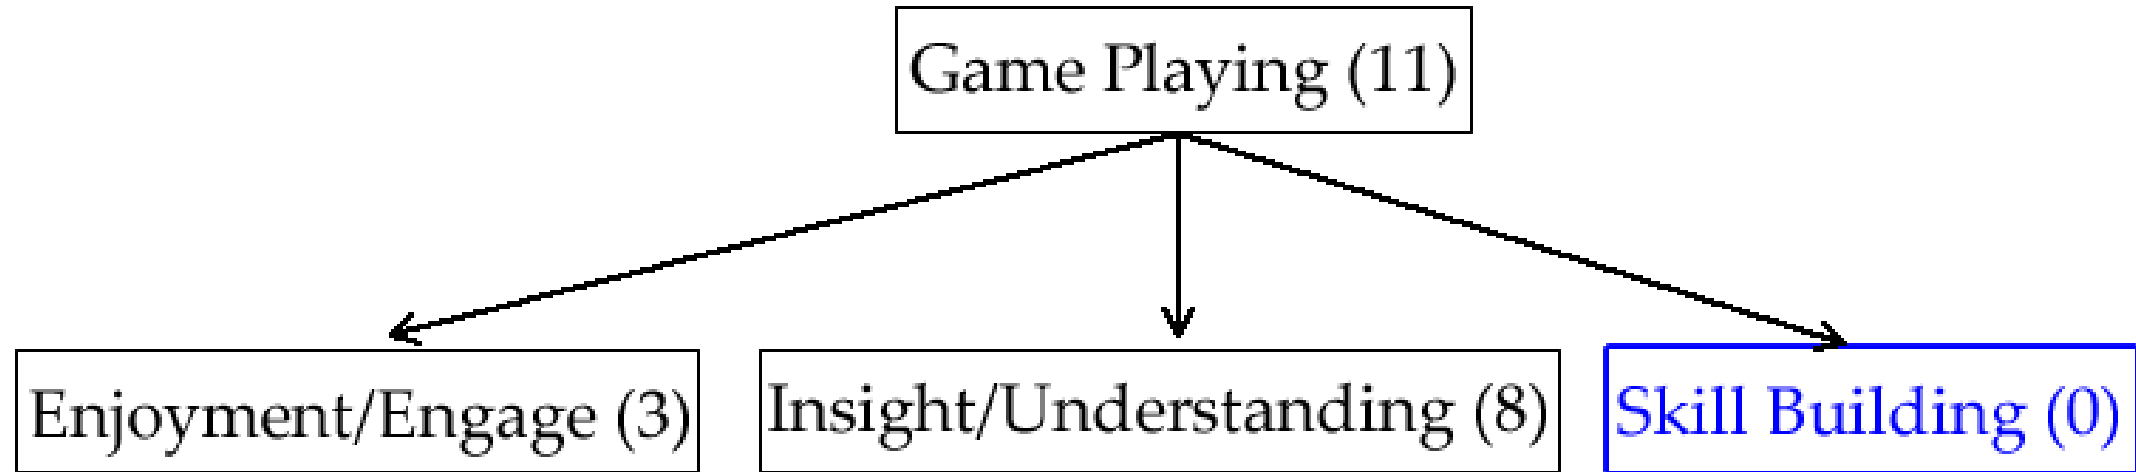 Game Playing (11)
Enjoyment/Engage (3)
Insight/Understanding (8)
Skill Building (0)